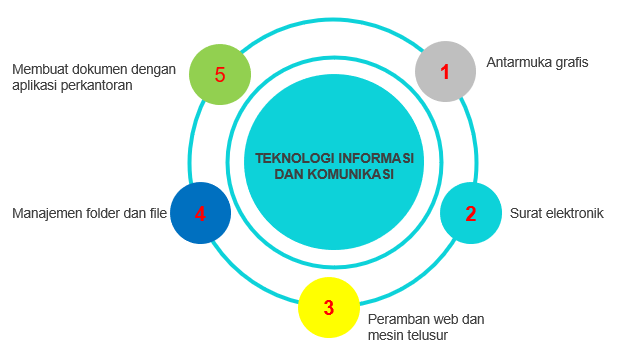 TEKNOLOGI INFORMASI
DAN KOMUNIKASI
1
Antarmuka grafis
2
Surat elektronik
3
Peramban web dan
mesin telusur
4
Manajemen folder dan file
5
Membuat dokumen dengan
aplikasi perkantoran